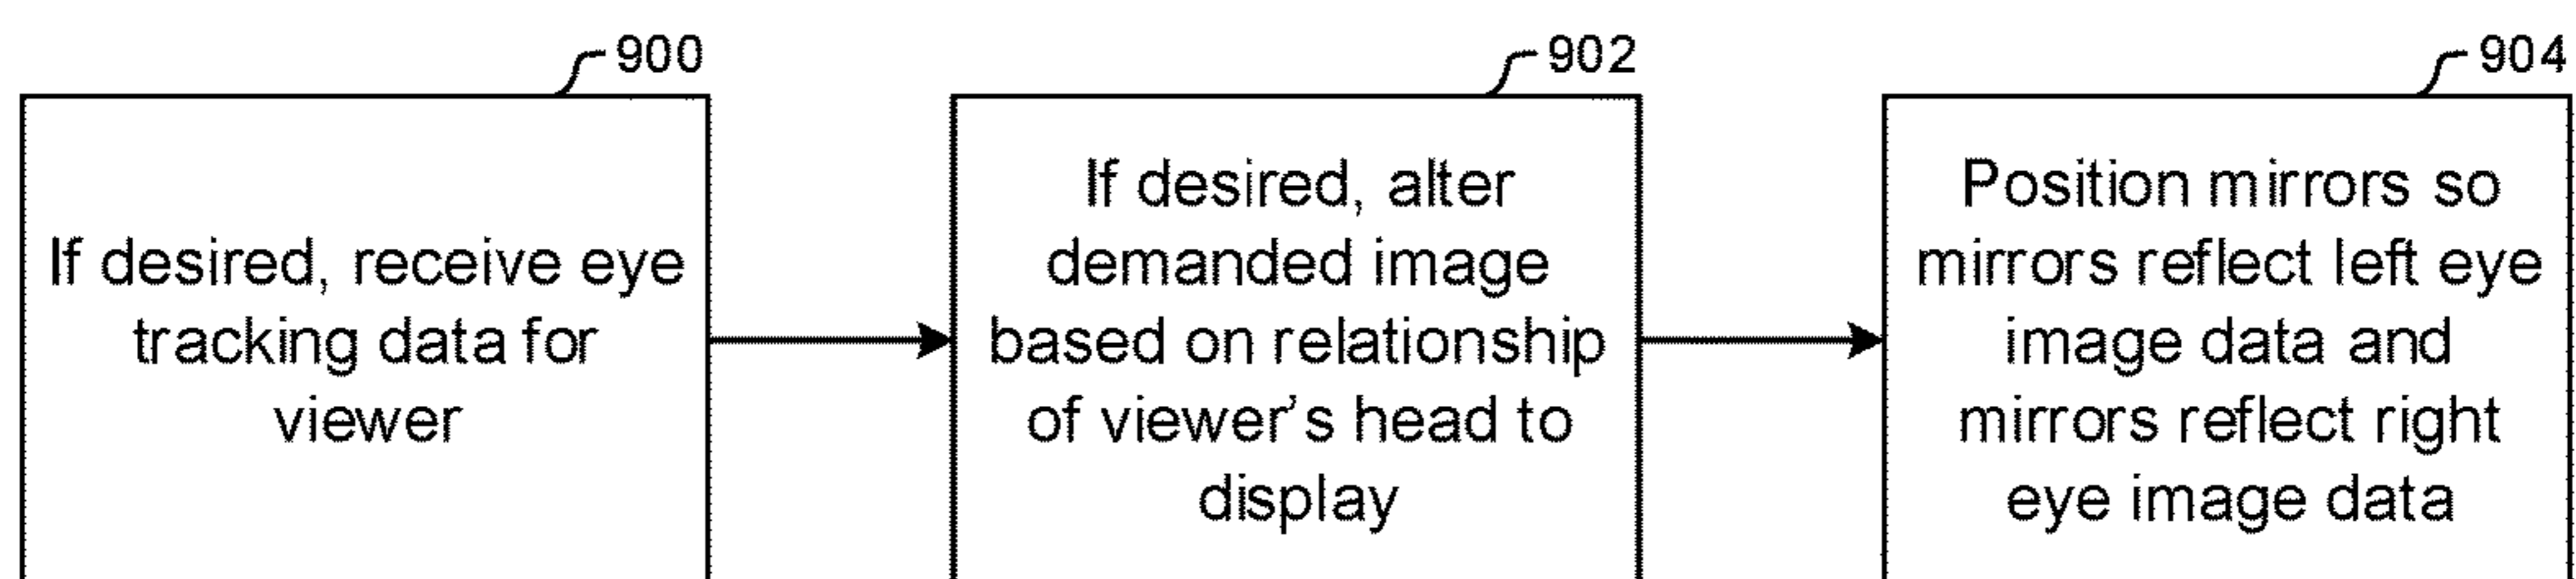 900
If desired, receive eye
tracking data for
viewer
902
If desired, alter
demanded image
based on relationship
of viewer's head to
display
904
Position mirrors so
mirrors reflect left eye
image data and
mirrors reflect right
eye image data